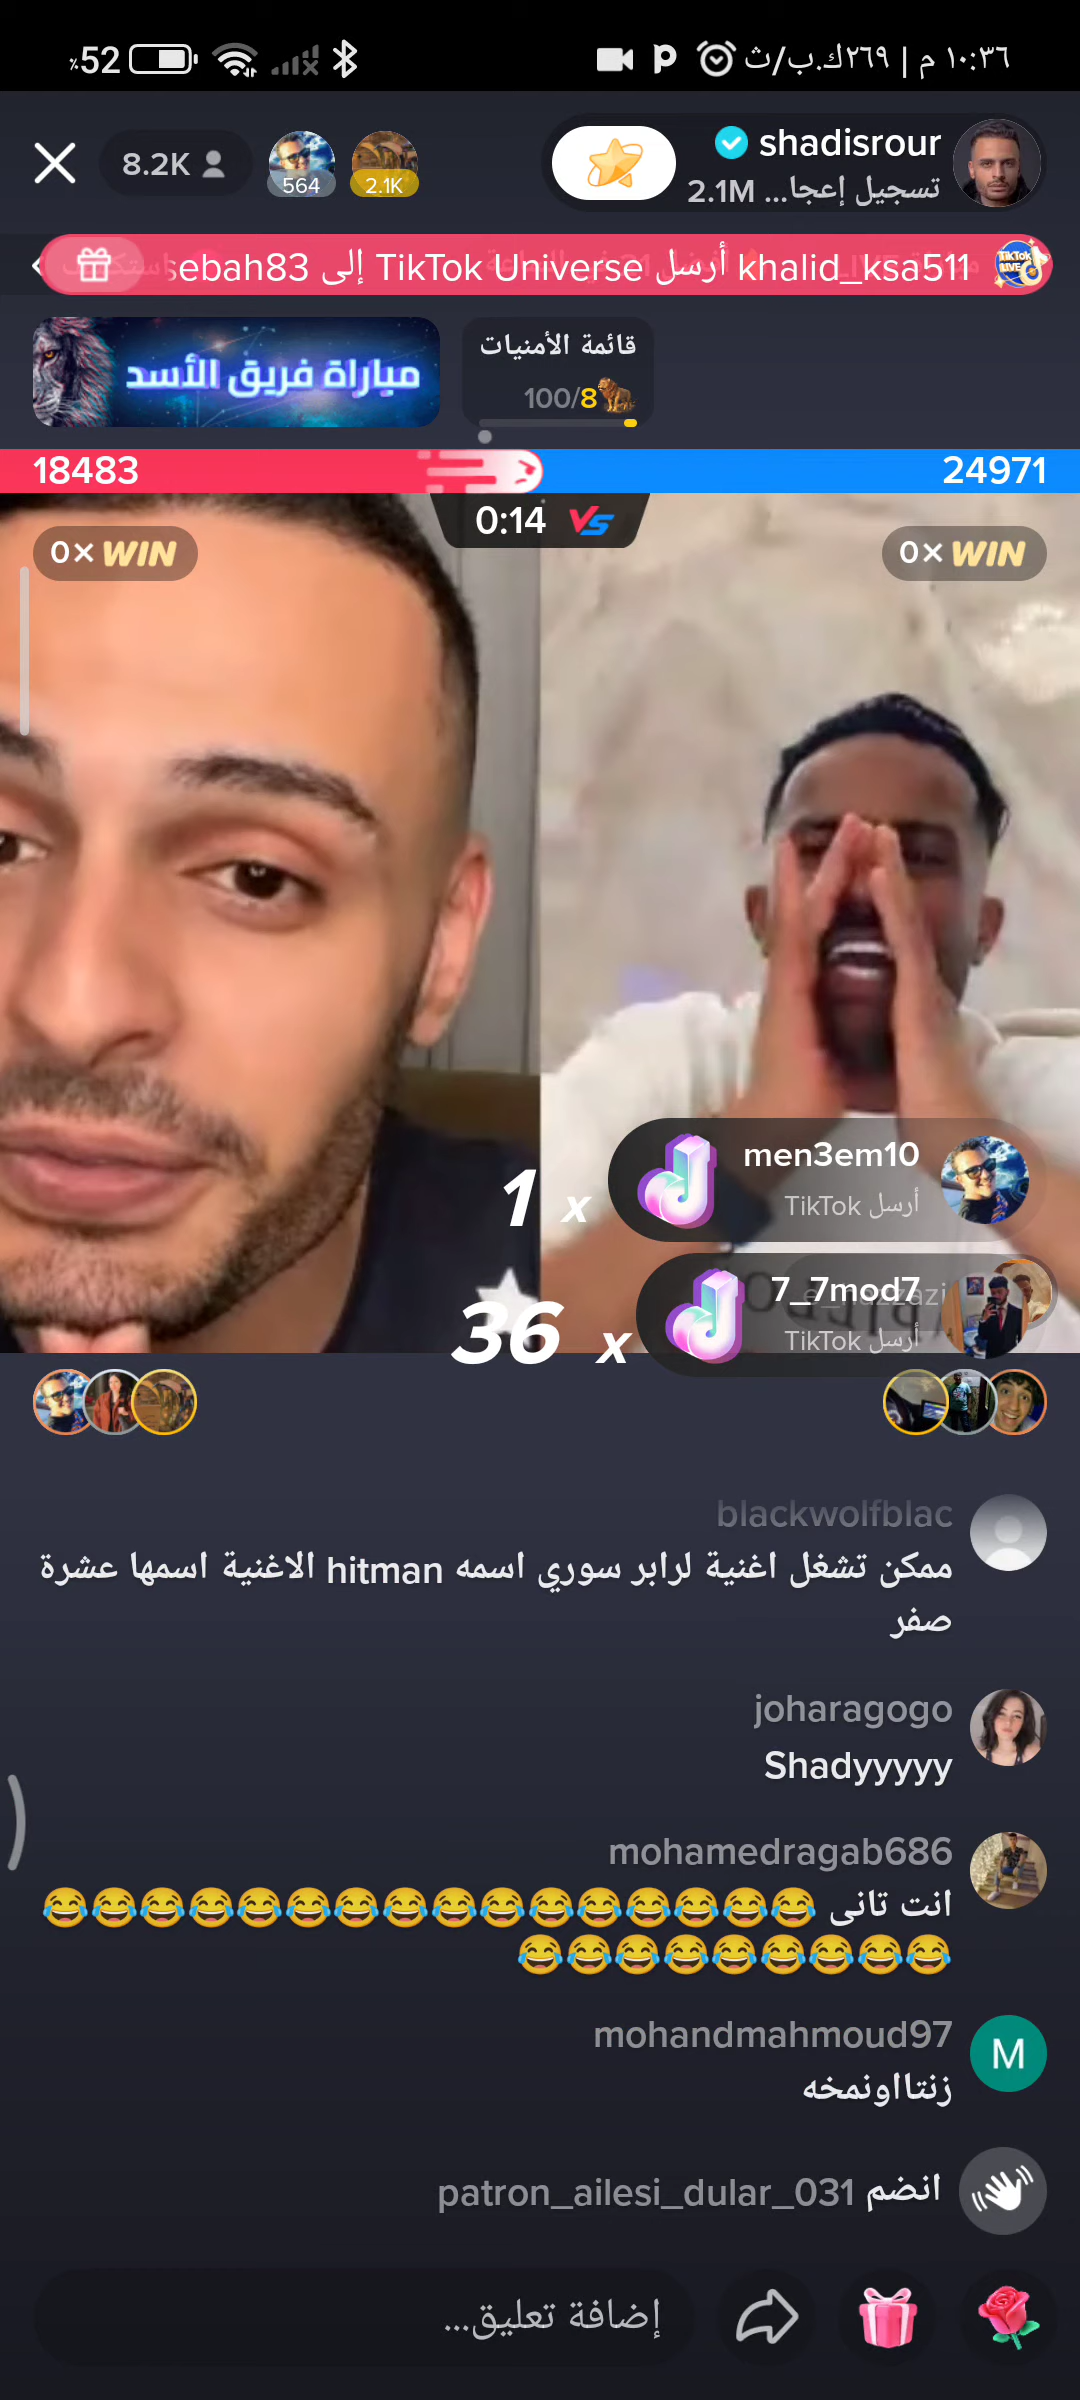 ١٠:٣٦ م | ٢٦٩ك.ب/ث
52٪
shadisrour
تسجيل إعجا... 2.1M
2.1K
564
8.2K
khalid_ksa511 أرسل TikTok Universe إلى sebah83
قائمة الأمنيات
8/100
مباراة فريق الأسد
18483
24971
0:14 VS
0× WIN
0× WIN
men3em10
أرسل TikTok
1 x
7_7mod7
أرسل TikTok
36 x
blackwolfblac
ممكن تشغل اغنية لرابر سوري اسمه hitman الاغنية اسمها عشرة
صفر
joharagogo
Shadyyyyy
mohamedragab686
انت تانى 😂😂😂😂😂😂😂😂😂😂😂😂😂😂😂😂
😂😂😂😂😂😂😂😂😂
mohandmahmoud97
M
زنتااونمخه
انضم patron_ailesi_dular_031
إضافة تعليق...